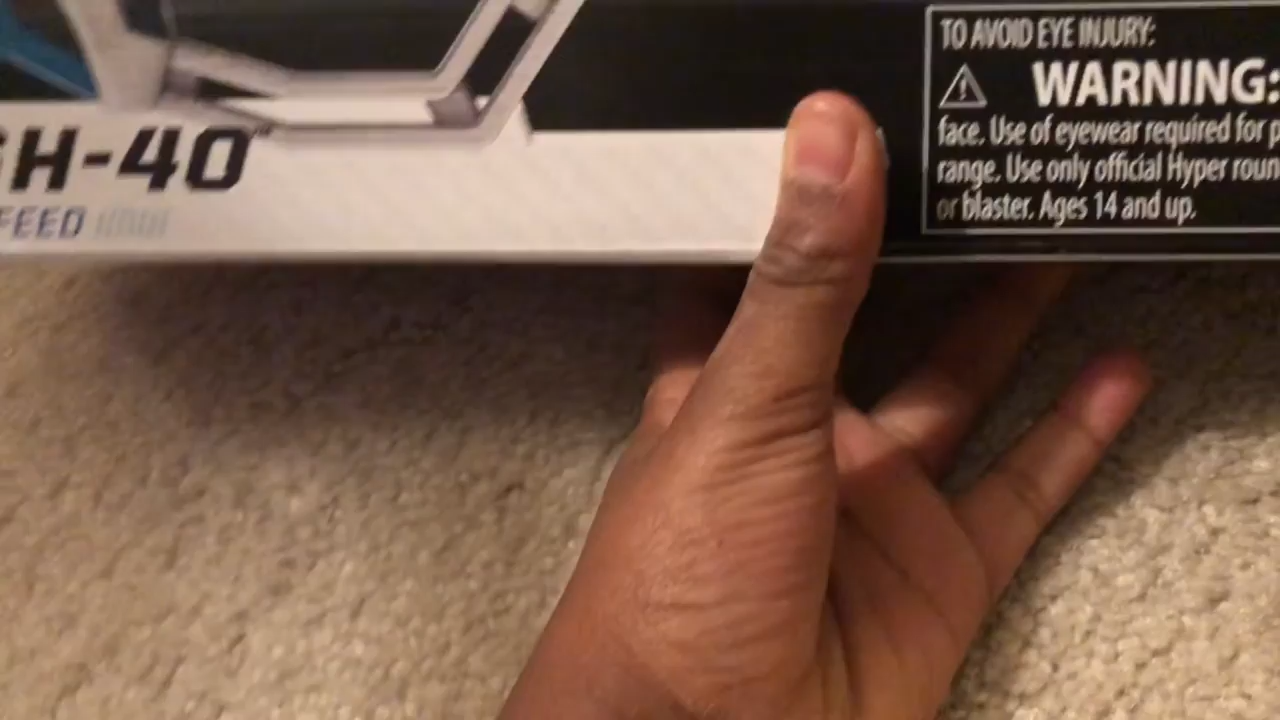 H-40
FEED
TO AVOID EYE INJURY:
WARNING:
face. Use of eyewear required for p
range. Use only official Hyper roun
or blaster. Ages 14 and up.